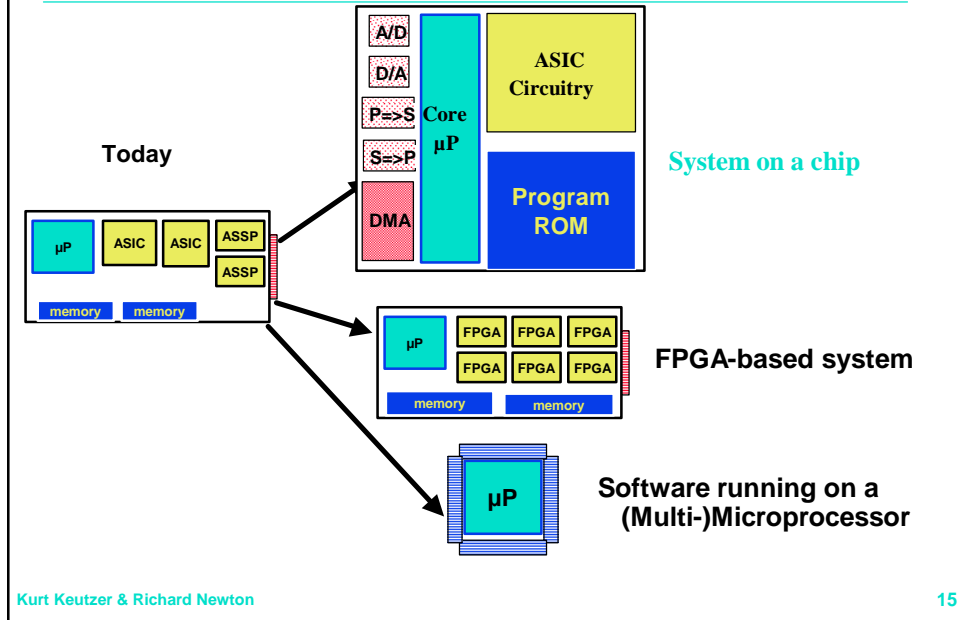 Today
µP
ASIC
ASIC
ASSP
ASSP
memory
memory
A/D
D/A
P=>S
S=>P
DMA
Core
µP
ASIC
Circuitry
Program
ROM
System on a chip
µP
FPGA
FPGA
FPGA
FPGA
FPGA
FPGA
memory
memory
FPGA-based system
µP
Software running on a
(Multi-)Microprocessor
Kurt Keutzer & Richard Newton
15